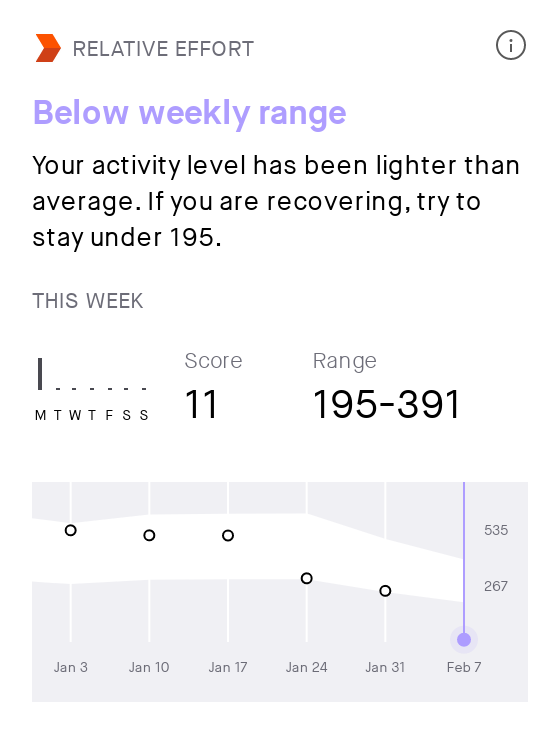 RELATIVE EFFORT
Below weekly range
Your activity level has been lighter than
average. If you are recovering, try to
stay under 195.
THIS WEEK
Score Range
11 195-391
M T W T F S S
535
267
Jan 3 Jan 10 Jan 17 Jan 24 Jan 31 Feb 7